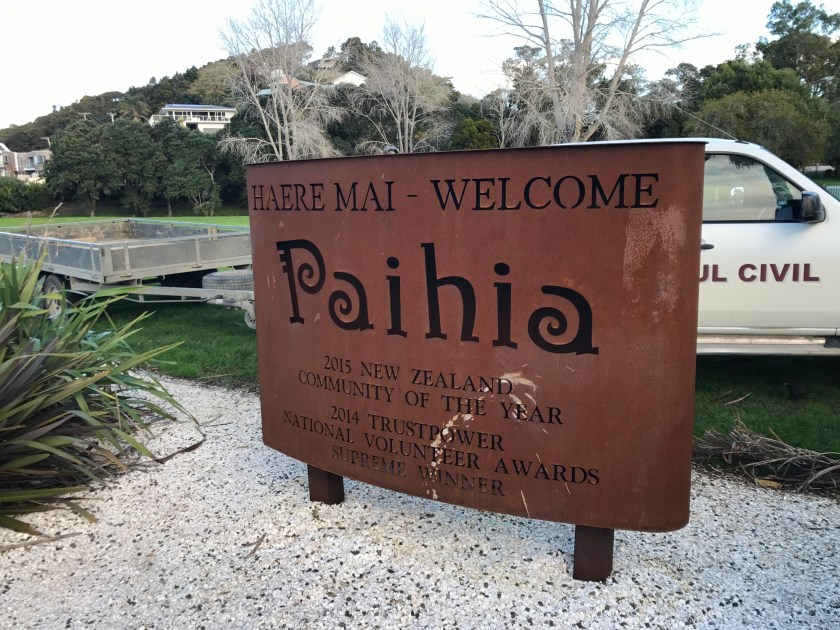 HAERE MAI - WELCOME
Paihia
2015 NEW ZEALAND
COMMUNITY OF THE YEAR
2014 TRUSTPOWER
NATIONAL VOLUNTEER AWARDS
SUPREME WINNER
CIVIL